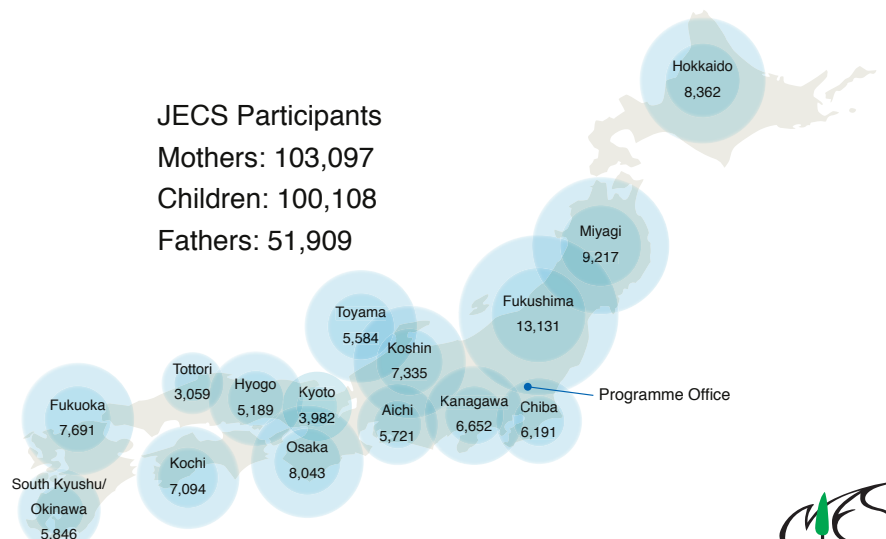 JECS Participants
Mothers: 103,097
Children: 100,108
Fathers: 51,909
Hokkaido
8,362
Miyagi
9,217
Fukushima
13,131
Toyama
5,584
Koshin
7,335
Tottori
3,059
Hyogo
5,189
Kyoto
3,982
Aichi
5,721
Kanagawa
6,652
Chiba
6,191
Programme Office
Fukuoka
7,691
Kochi
7,094
Osaka
8,043
South Kyushu/
Okinawa
5,846